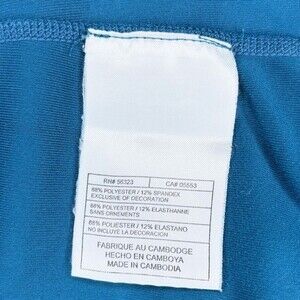 RN# 56323 CA# 05553
88% POLYESTER / 12% SPANDEX
EXCLUSIVE OF DECORATION
88% POLYESTER / 12% ELASTHANNE
SANS ORNEMENTS
88% POLIESTER / 12% ELASTANO
NO INCLUYE LA DECORACION
FABRIQUE AU CAMBODGE
HECHO EN CAMBOYA
MADE IN CAMBODIA